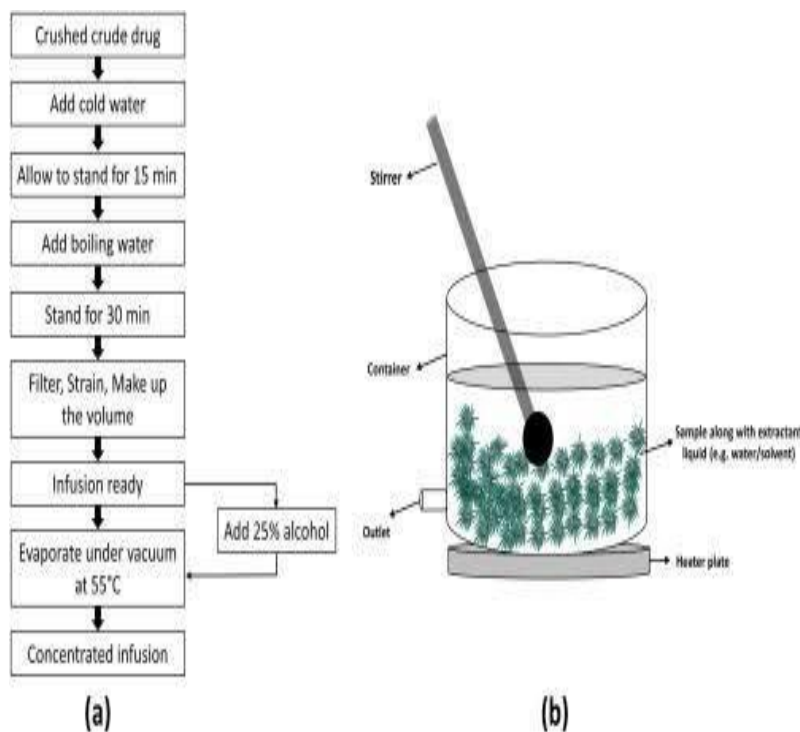 Crushed crude drug
Add cold water
Allow to stand for 15 min
Add boiling water
Stand for 30 min
Filter, Strain, Make up
the volume
Infusion ready
Add 25% alcohol
Evaporate under vacuum
at 55°C
Concentrated infusion
(a)
Stirrer
Container
Sample along with extractant
liquid (e.g. water/solvent)
Outlet
Heater plate
(b)